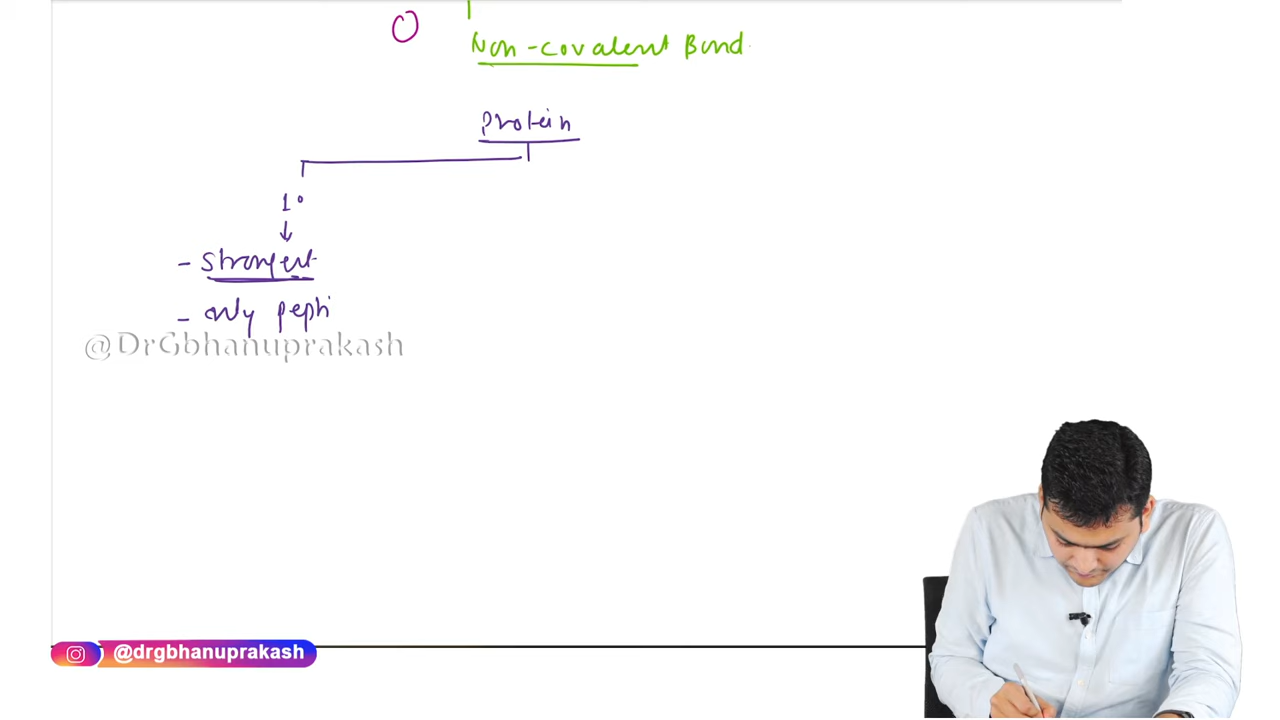 Non-covalent Bond
Protein
1°
- Strongest
- only pepti
@DrGbhanuprakash
@drgbhanuprakash